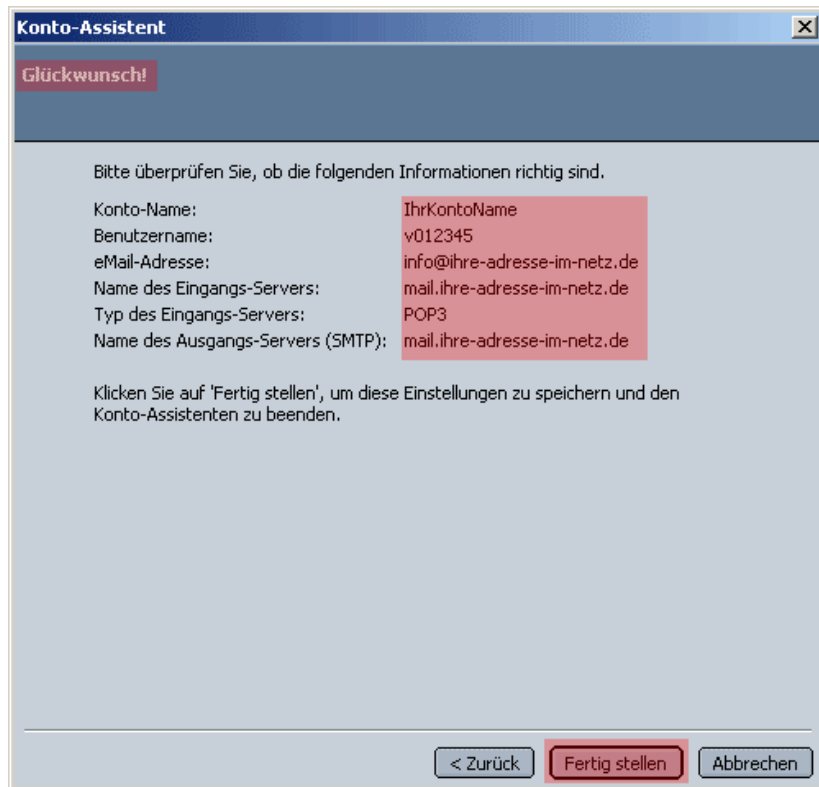 Konto-Assistent
Glückwunsch!
Bitte überprüfen Sie, ob die folgenden Informationen richtig sind.
Konto-Name: IhrKontoName
Benutzername: v012345
eMail-Adresse: info@ihre-adresse-im-netz.de
Name des Eingangs-Servers: mail.ihre-adresse-im-netz.de
Typ des Eingangs-Servers: POP3
Name des Ausgangs-Servers (SMTP): mail.ihre-adresse-im-netz.de
Klicken Sie auf 'Fertig stellen', um diese Einstellungen zu speichern und den
Konto-Assistenten zu beenden.
< Zurück Fertig stellen Abbrechen